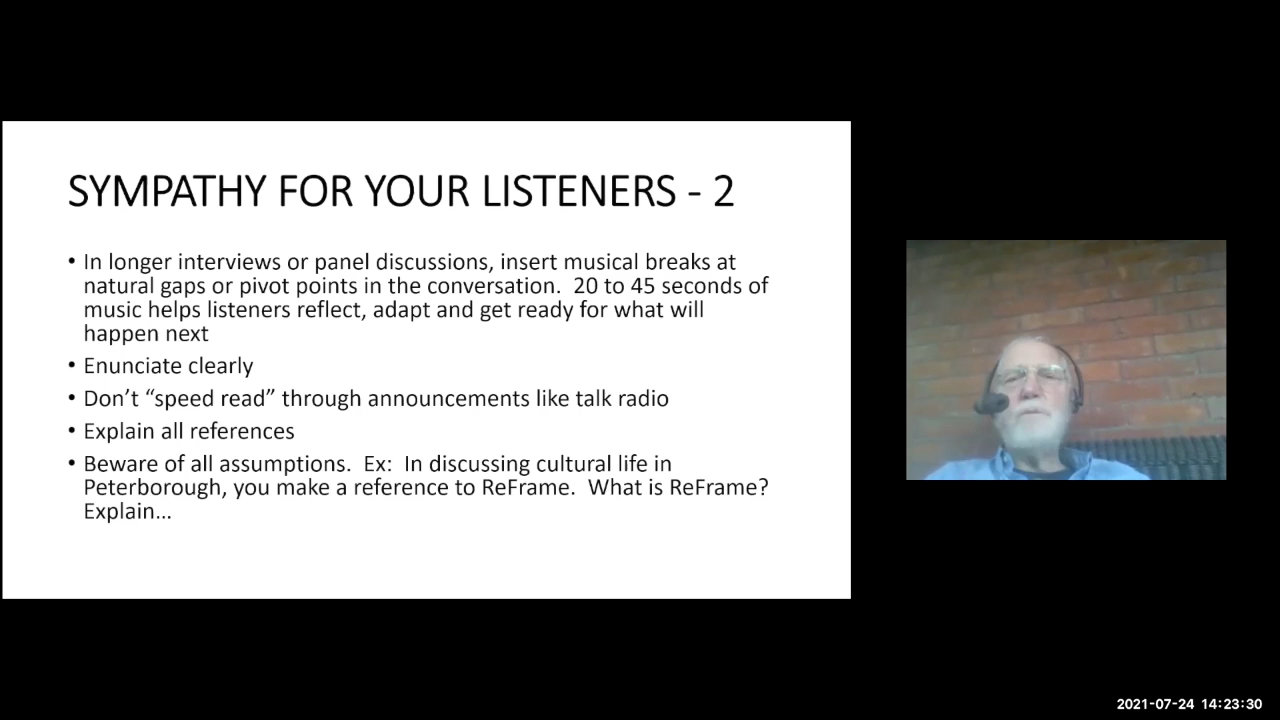 SYMPATHY FOR YOUR LISTENERS - 2
• In longer interviews or panel discussions, insert musical breaks at
natural gaps or pivot points in the conversation.  20 to 45 seconds of
music helps listeners reflect, adapt and get ready for what will
happen next
• Enunciate clearly
• Don’t “speed read” through announcements like talk radio
• Explain all references
• Beware of all assumptions.  Ex:  In discussing cultural life in
Peterborough, you make a reference to ReFrame.  What is ReFrame?
Explain…
2021-07-24 14:23:30